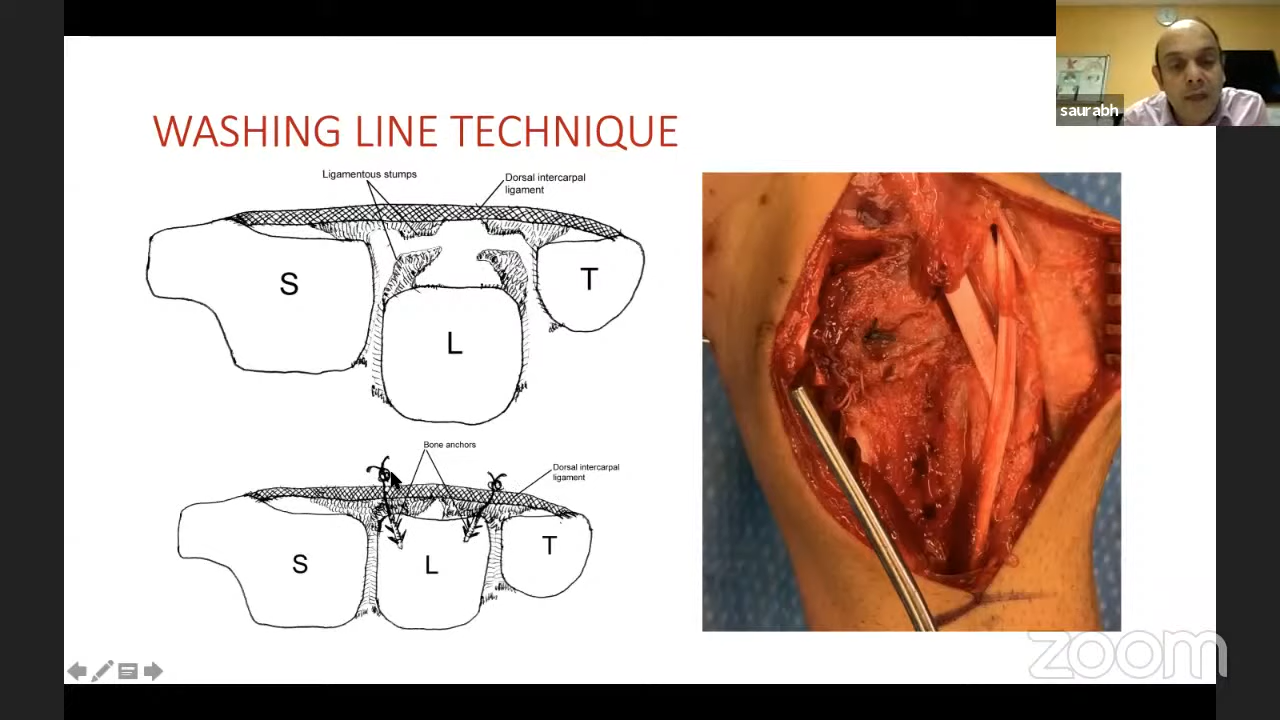 saurabh
WASHING LINE TECHNIQUE
Ligamentous stumps
Dorsal intercarpal
ligament
S
L
T
Bone anchors
Dorsal intercarpal
ligament
S
L
T
zoom